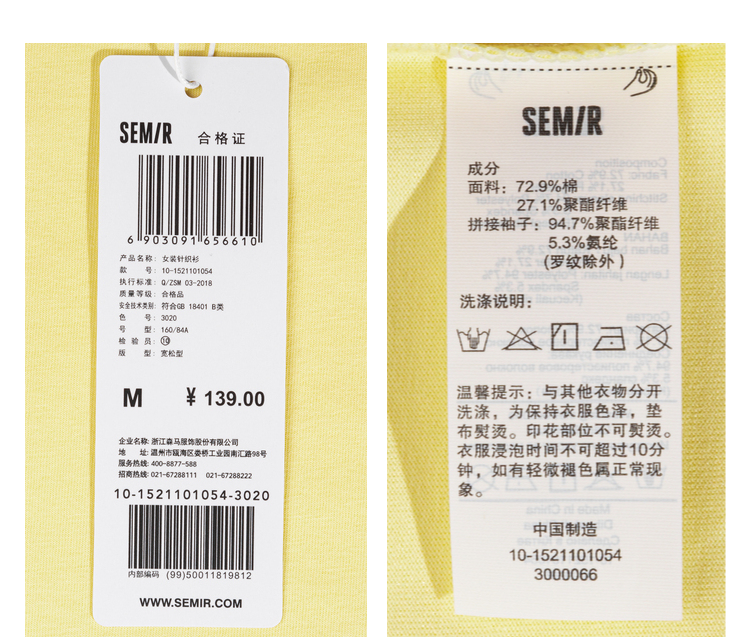 SEMIR 合格证
6 903091 656610
产品名称: 女装针织衫
款 号: 10-1521101054
执行标准: Q/ZSM 03-2018
质量等级: 合格品
安全技术类别: 符合GB 18401 B类
色 号: 3020
号 型: 160/84A
检 验 员: ⑩
版 型: 宽松型
M ¥ 139.00
企业名称: 浙江森马服饰股份有限公司
地 址: 温州市瓯海区娄桥工业园南汇路98号
服务热线: 400-8877-588
招商热线: 021-67288111 021-67288222
10-1521101054-3020
内部编码 (99)50011819812
WWW.SEMIR.COM
SEMIR
成分
面料: 72.9%棉
27.1%聚酯纤维
拼接袖子: 94.7%聚酯纤维
5.3%氨纶
(罗纹除外)
洗涤说明:
温馨提示: 与其他衣物分开
洗涤, 为保持衣服色泽, 垫
布熨烫。印花部位不可熨烫。
衣服浸泡时间不可超过10分
钟, 如有轻微褪色属正常现
象。
中国制造
10-1521101054
3000066